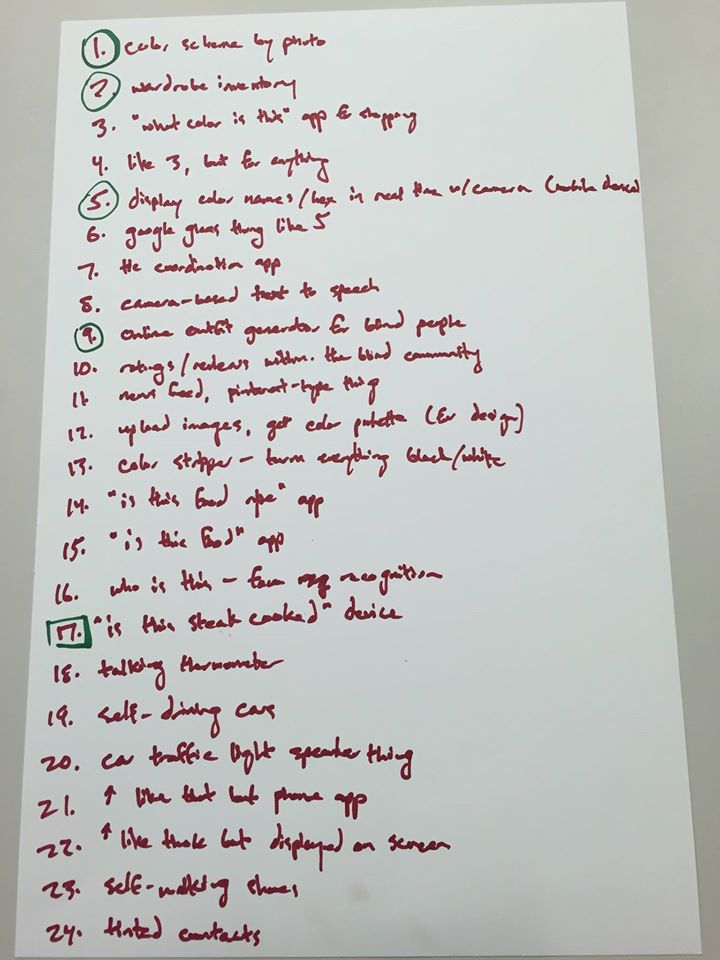 1. color scheme by photo
2. wardrobe inventory
3. "what color is this" app for shopping
4. like 3, but for anything
5. display color names/hex in real time w/camera (mobile device)
6. google glass thing like 5
7. tie coordination app
8. camera-based text to speech
9. online outfit generator for blind people
10. ratings/reviews within the blind community
11. news feed, pinterest-type thing
12. upload images, get color palette (for design)
13. color stripper - turn everything black/white
14. "is this food ripe" app
15. "is this food" app
16. who is this - face recognition
17. "is this steak cooked" device
18. talking thermometer
19. self-driving cars
20. car traffic light speaker thing
21. ↑ like that but phone app
22. ↑ like that but displayed on screen
23. self-walking shoes
24. tinted contacts